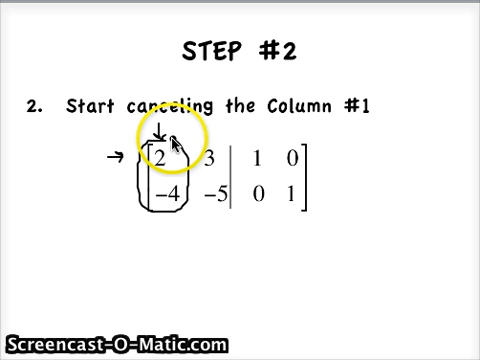 STEP #2
2. Start canceling the Column #1
2 3 1 0
−4 −5 0 1
Screencast-O-Matic.com